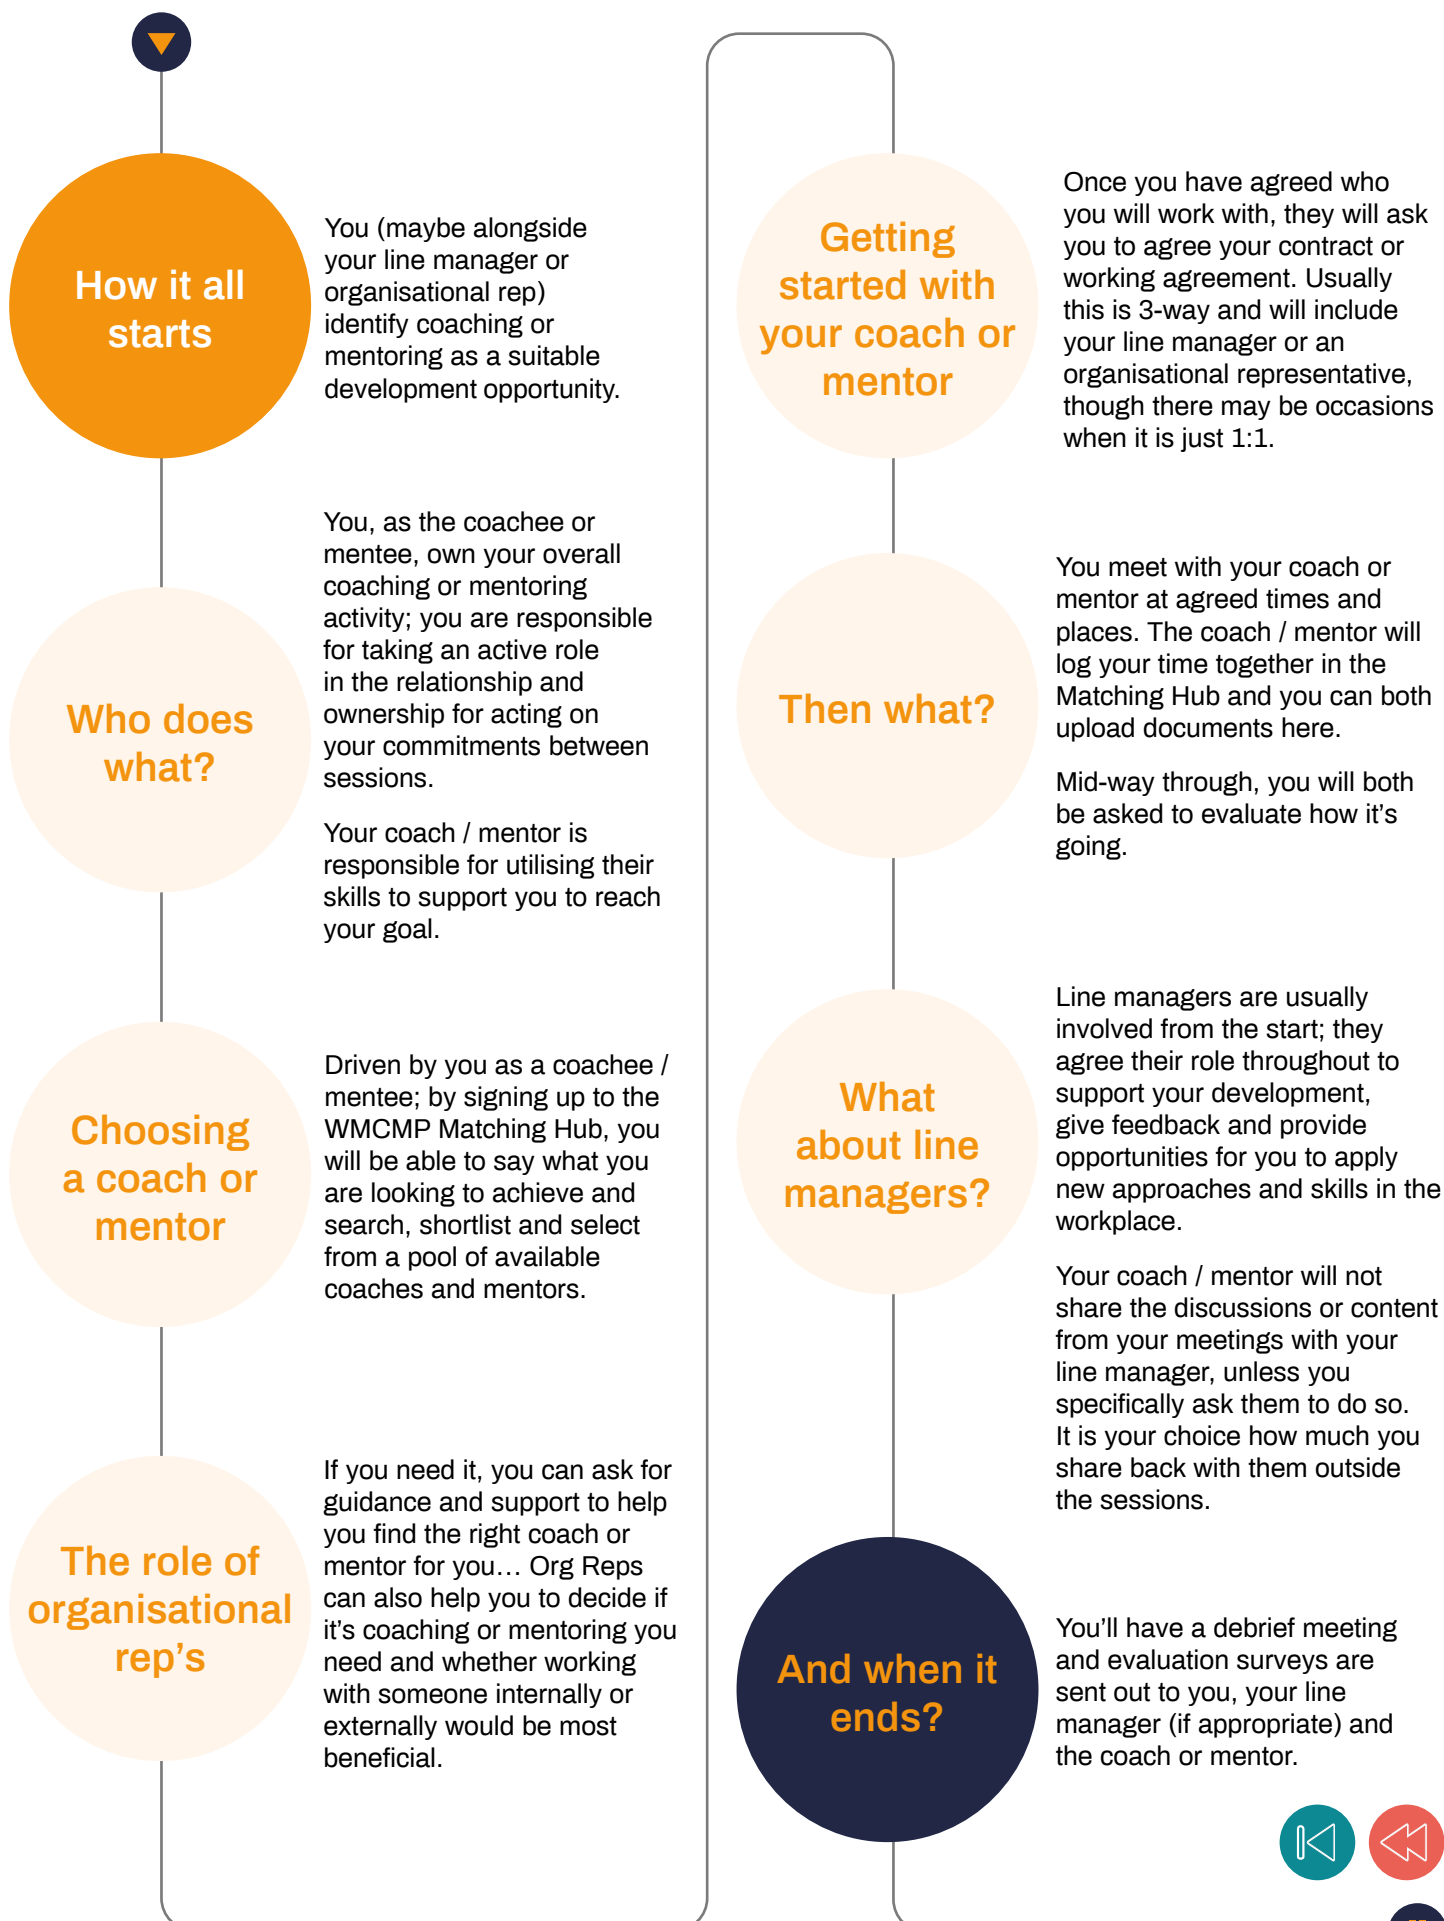 How it all
starts
You (maybe alongside
your line manager or
organisational rep)
identify coaching or
mentoring as a suitable
development opportunity.
Who does
what?
You, as the coachee or
mentee, own your overall
coaching or mentoring
activity; you are responsible
for taking an active role
in the relationship and
ownership for acting on
your commitments between
sessions.
Your coach / mentor is
responsible for utilising their
skills to support you to reach
your goal.
Choosing
a coach or
mentor
Driven by you as a coachee /
mentee; by signing up to the
WMCMP Matching Hub, you
will be able to say what you
are looking to achieve and
search, shortlist and select
from a pool of available
coaches and mentors.
The role of
organisational
rep’s
If you need it, you can ask for
guidance and support to help
you find the right coach or
mentor for you… Org Reps
can also help you to decide if
it’s coaching or mentoring you
need and whether working
with someone internally or
externally would be most
beneficial.
Getting
started with
your coach or
mentor
Once you have agreed who
you will work with, they will ask
you to agree your contract or
working agreement. Usually
this is 3-way and will include
your line manager or an
organisational representative,
though there may be occasions
when it is just 1:1.
Then what?
You meet with your coach or
mentor at agreed times and
places. The coach / mentor will
log your time together in the
Matching Hub and you can both
upload documents here.
Mid-way through, you will both
be asked to evaluate how it’s
going.
What
about line
managers?
Line managers are usually
involved from the start; they
agree their role throughout to
support your development,
give feedback and provide
opportunities for you to apply
new approaches and skills in the
workplace.
Your coach / mentor will not
share the discussions or content
from your meetings with your
line manager, unless you
specifically ask them to do so.
It is your choice how much you
share back with them outside
the sessions.
And when it
ends?
You’ll have a debrief meeting
and evaluation surveys are
sent out to you, your line
manager (if appropriate) and
the coach or mentor.